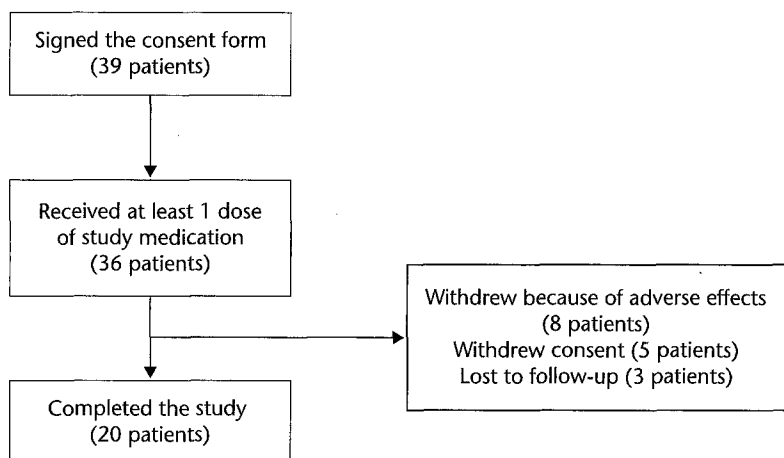 Signed the consent form
(39 patients)
Received at least 1 dose
of study medication
(36 patients)
Withdrew because of adverse effects
(8 patients)
Withdrew consent (5 patients)
Lost to follow-up (3 patients)
Completed the study
(20 patients)